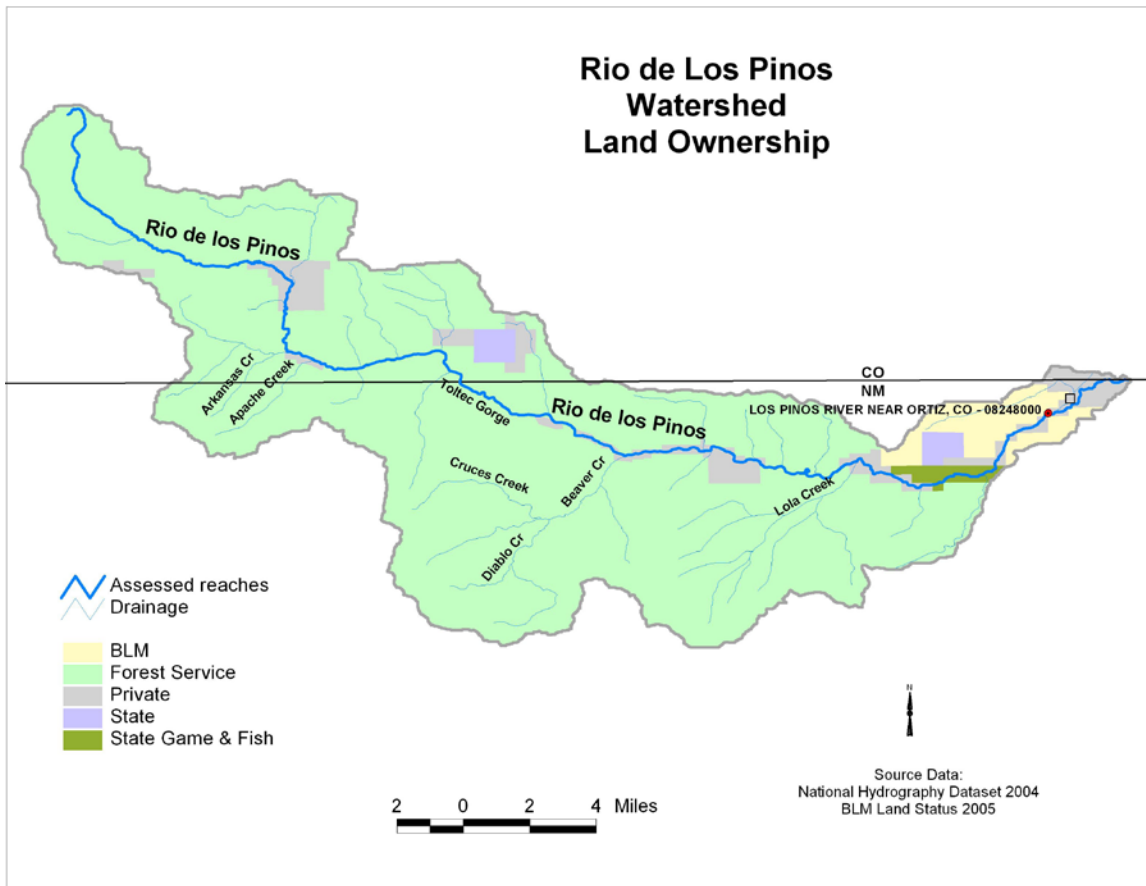 Rio de Los Pinos
Watershed
Land Ownership
Rio de los Pinos
Arkansas Cr
Apache Creek
CO
NM
Toltec Gorge
Rio de los Pinos
LOS PINOS RIVER NEAR ORTIZ, CO - 08248000
Cruces Creek
Beaver Cr
Lola Creek
Diablo Cr
Assessed reaches
Drainage
BLM
Forest Service
Private
State
State Game & Fish
N
2 0 2 4 Miles
Source Data:
National Hydrography Dataset 2004
BLM Land Status 2005